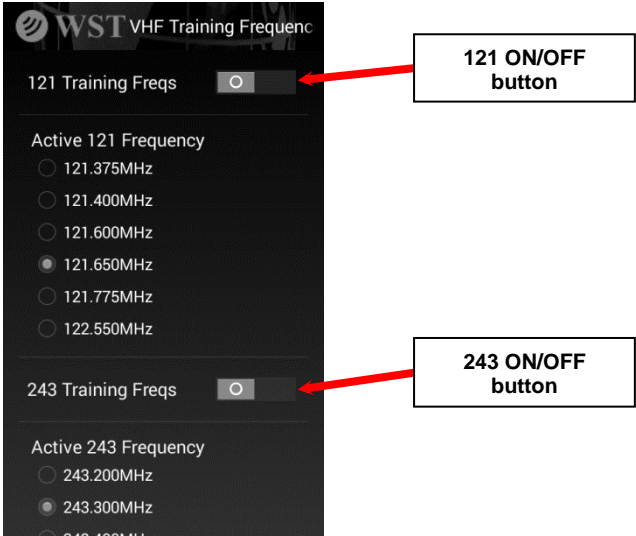 WST VHF Training Frequenc
121 Training Freqs
121 ON/OFF
button
Active 121 Frequency
121.375MHz
121.400MHz
121.600MHz
121.650MHz
121.775MHz
122.550MHz
243 Training Freqs
243 ON/OFF
button
Active 243 Frequency
243.200MHz
243.300MHz